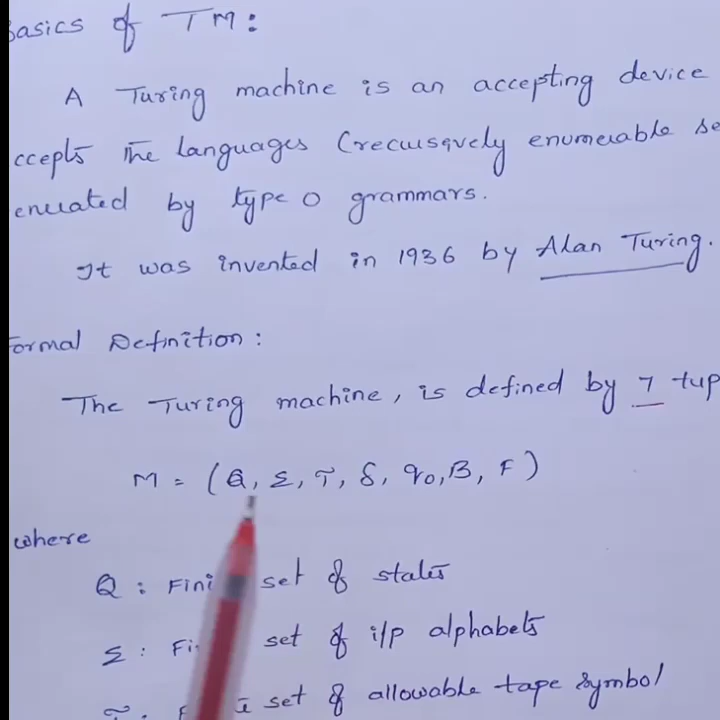 Basics of TM:
A Turing machine is an accepting device
ccepts the languages (recursively enumerable se
enerated by type 0 grammars.
It was invented in 1936 by Alan Turing.
Formal Definition:
The Turing machine, is defined by 7 tup
M = (Q, Σ, T, δ, q0, B, F)
where
Q : Fini set of states
Σ : Fi set of i/p alphabets
set of allowable tape symbol